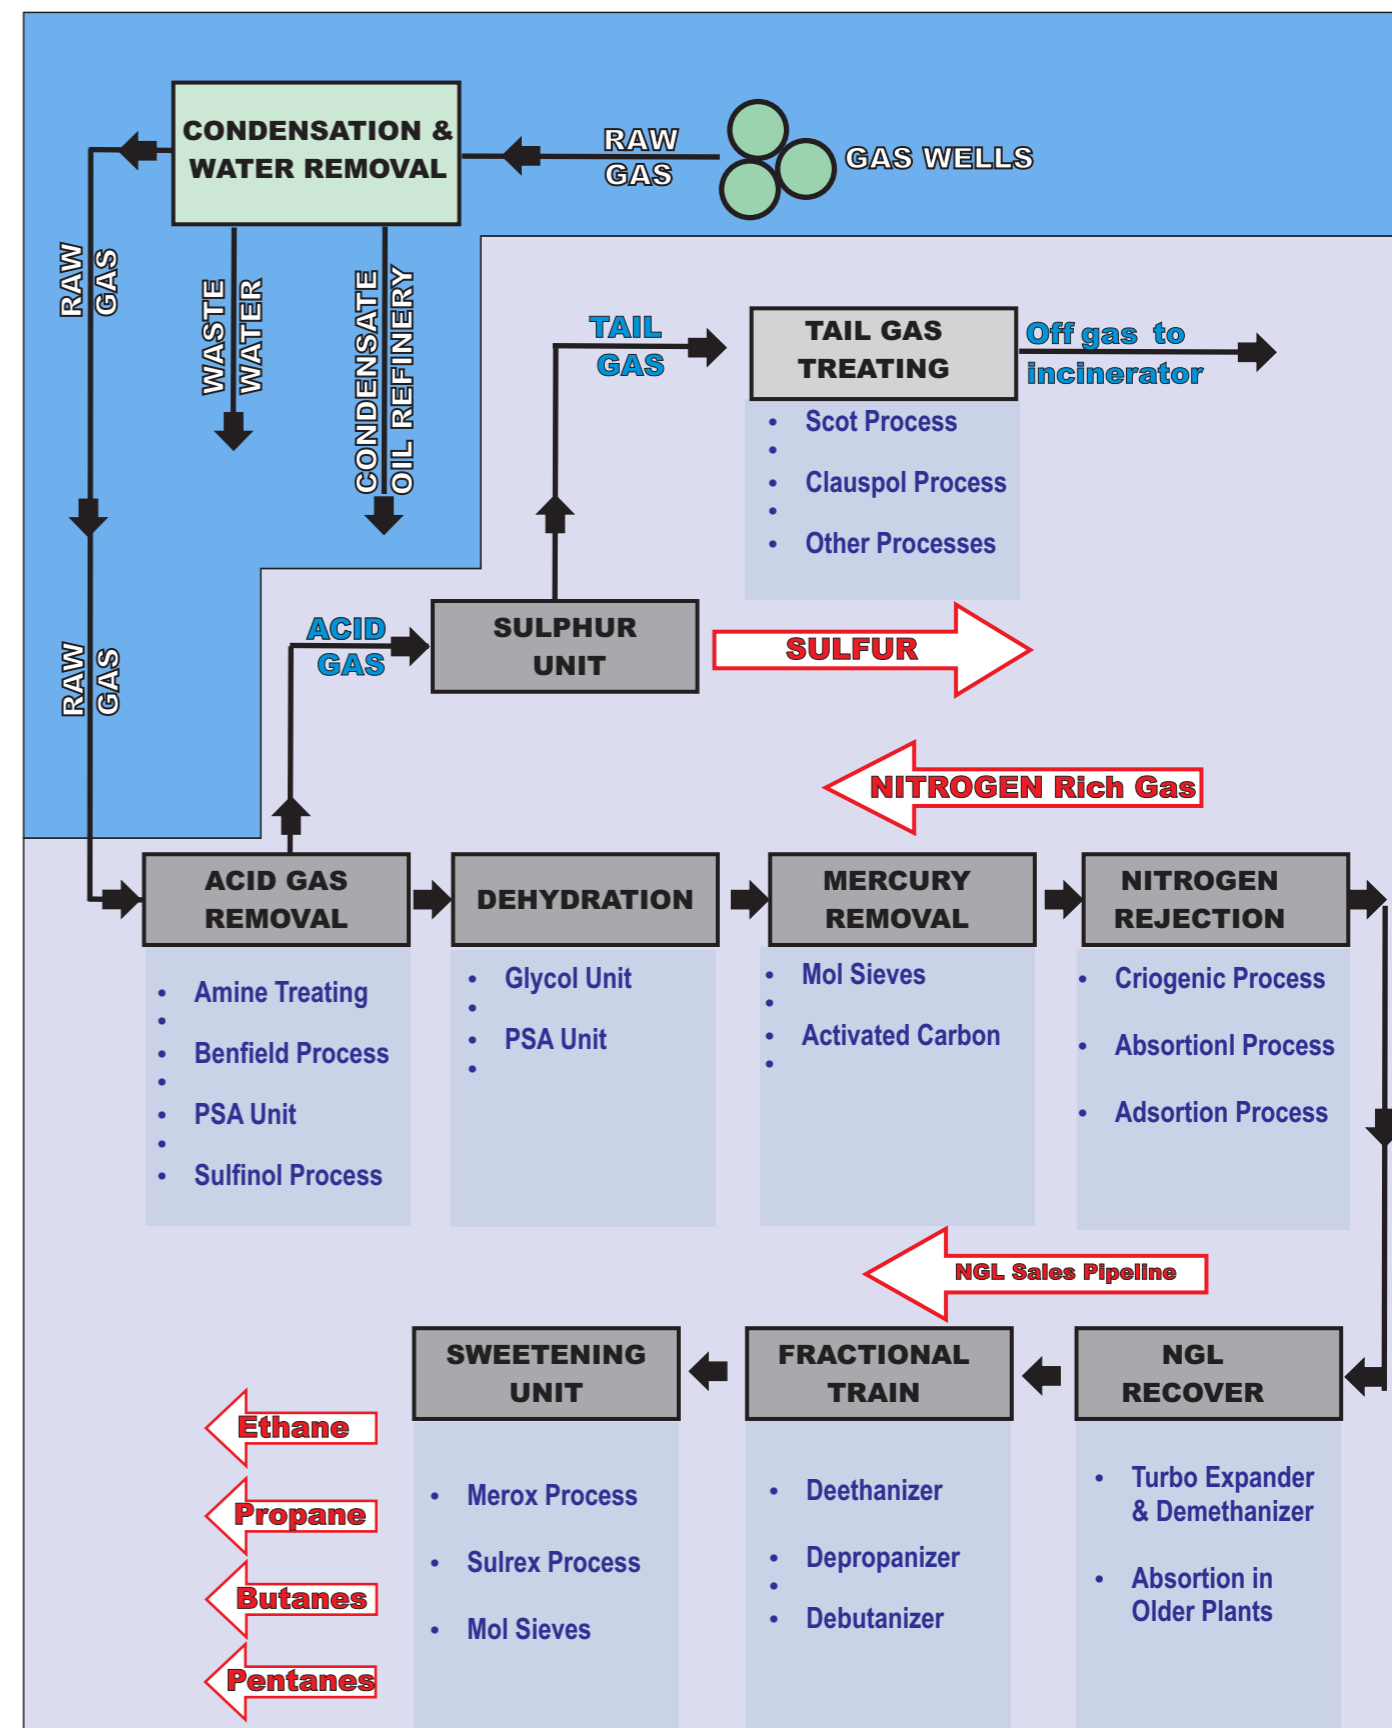 CONDENSATION &
WATER REMOVAL
RAW
GAS
GAS WELLS
RAW
GAS
WASTE
WATER
CONDENSATE
OIL REFINERY
TAIL
GAS
TAIL GAS
TREATING
Off gas to
incinerator
• Scot Process
•
• Clauspol Process
•
• Other Processes
RAW
GAS
ACID
GAS
SULPHUR
UNIT
SULFUR
NITROGEN Rich Gas
ACID GAS
REMOVAL
• Amine Treating
•
• Benfield Process
•
• PSA Unit
•
• Sulfinol Process
DEHYDRATION
• Glycol Unit
•
• PSA Unit
•
MERCURY
REMOVAL
• Mol Sieves
•
• Activated Carbon
•
NITROGEN
REJECTION
• Criogenic Process
• Absortionl Process
• Adsortion Process
NGL Sales Pipeline
SWEETENING
UNIT
• Merox Process
• Sulrex Process
• Mol Sieves
FRACTIONAL
TRAIN
• Deethanizer
• Depropanizer
•
• Debutanizer
NGL
RECOVER
• Turbo Expander
& Demethanizer
• Absortion in
Older Plants
Ethane
Propane
Butanes
Pentanes